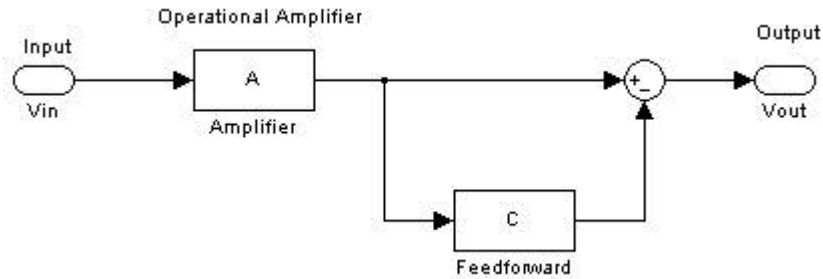 Operational Amplifier
Input
Output
A
+
-
Vin
Amplifier
Vout
C
Feedforward